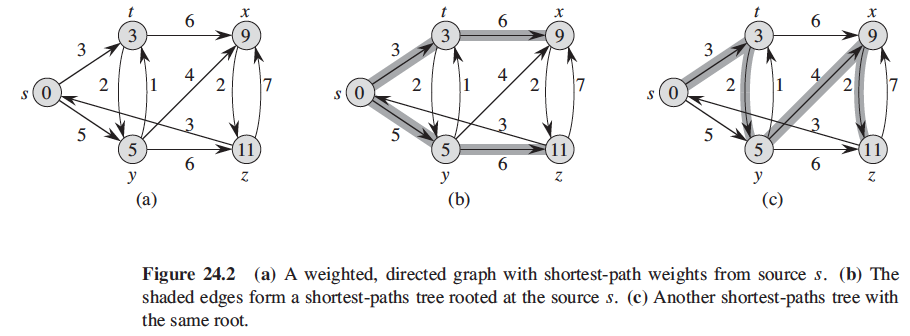 t 6 x
3 9
3
s 0 2 1 4 2 7
5 3
5 11
y 6 z
(a)
t 6 x
3 9
3
s 0 2 1 4 2 7
5 3
5 11
y 6 z
(b)
t 6 x
3 9
3
s 0 2 1 4 2 7
5 3
5 11
y 6 z
(c)
Figure 24.2 (a) A weighted, directed graph with shortest-path weights from source s. (b) The
shaded edges form a shortest-paths tree rooted at the source s. (c) Another shortest-paths tree with
the same root.